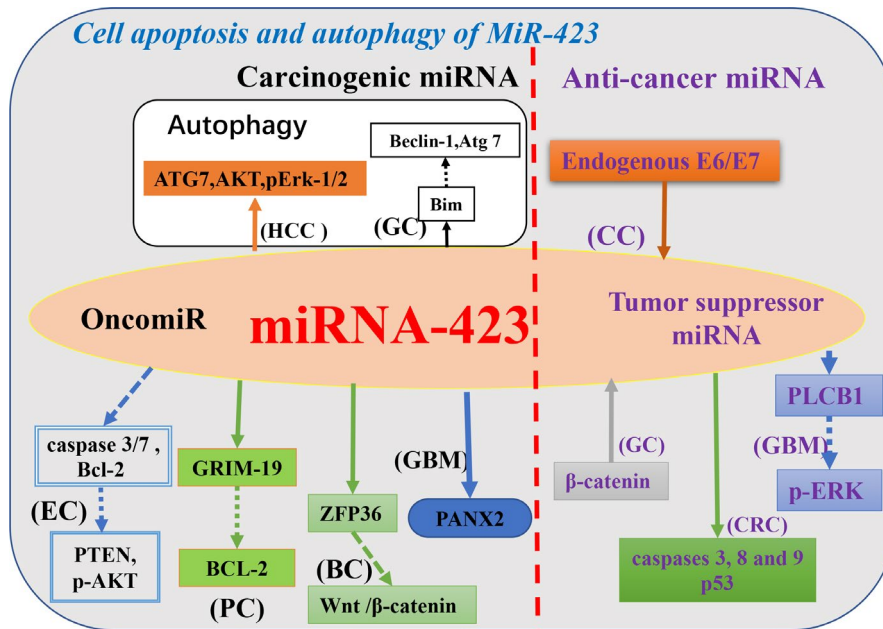 Cell apoptosis and autophagy of MiR-423
Carcinogenic miRNA
Anti-cancer miRNA
Autophagy
Beclin-1,Atg 7
ATG7,AKT,pErk-1/2
Bim
(HCC )
(GC)
Endogenous E6/E7
(CC)
OncomiR
miRNA-423
Tumor suppressor
miRNA
caspase 3/7 ,
Bcl-2
(EC)
PTEN,
p-AKT
GRIM-19
BCL-2
(PC)
ZFP36
(BC)
Wnt /β-catenin
(GBM)
PANX2
(GC)
β-catenin
(CRC)
caspases 3, 8 and 9
p53
PLCB1
(GBM)
p-ERK